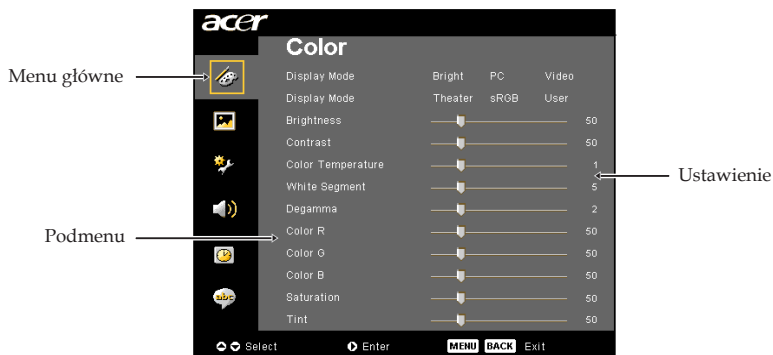 acer
Color
Menu główne
Display Mode Bright PC Video
Display Mode Theater sRGB User
Brightness 50
Contrast 50
Color Temperature 1
Ustawienie
White Segment 5
Degamma 2
Podmenu
Color R 50
Color G 50
Color B 50
abc
Saturation 50
Tint 50
Select Enter MENU BACK Exit